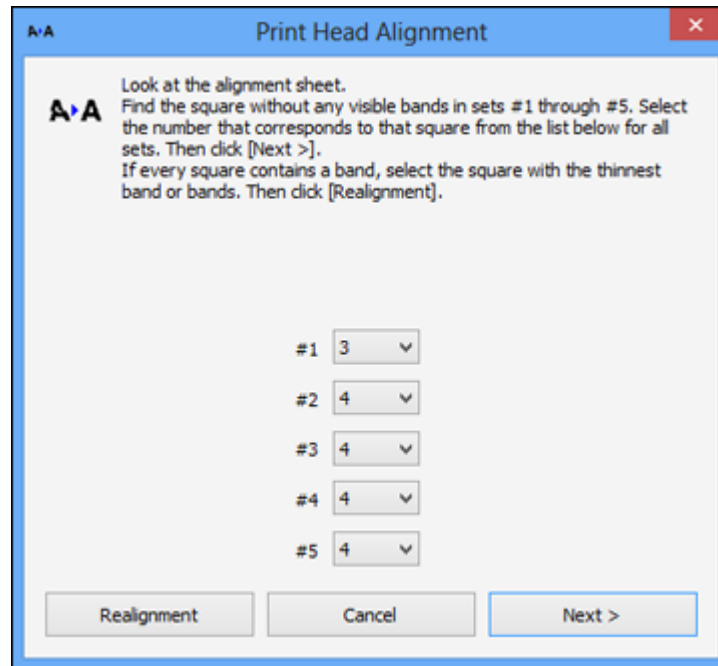 A A Print Head Alignment
Look at the alignment sheet.
A A Find the square without any visible bands in sets #1 through #5. Select
the number that corresponds to that square from the list below for all
sets. Then click [Next >].
If every square contains a band, select the square with the thinnest
band or bands. Then click [Realignment].
#1 3
#2 4
#3 4
#4 4
#5 4
Realignment Cancel Next >